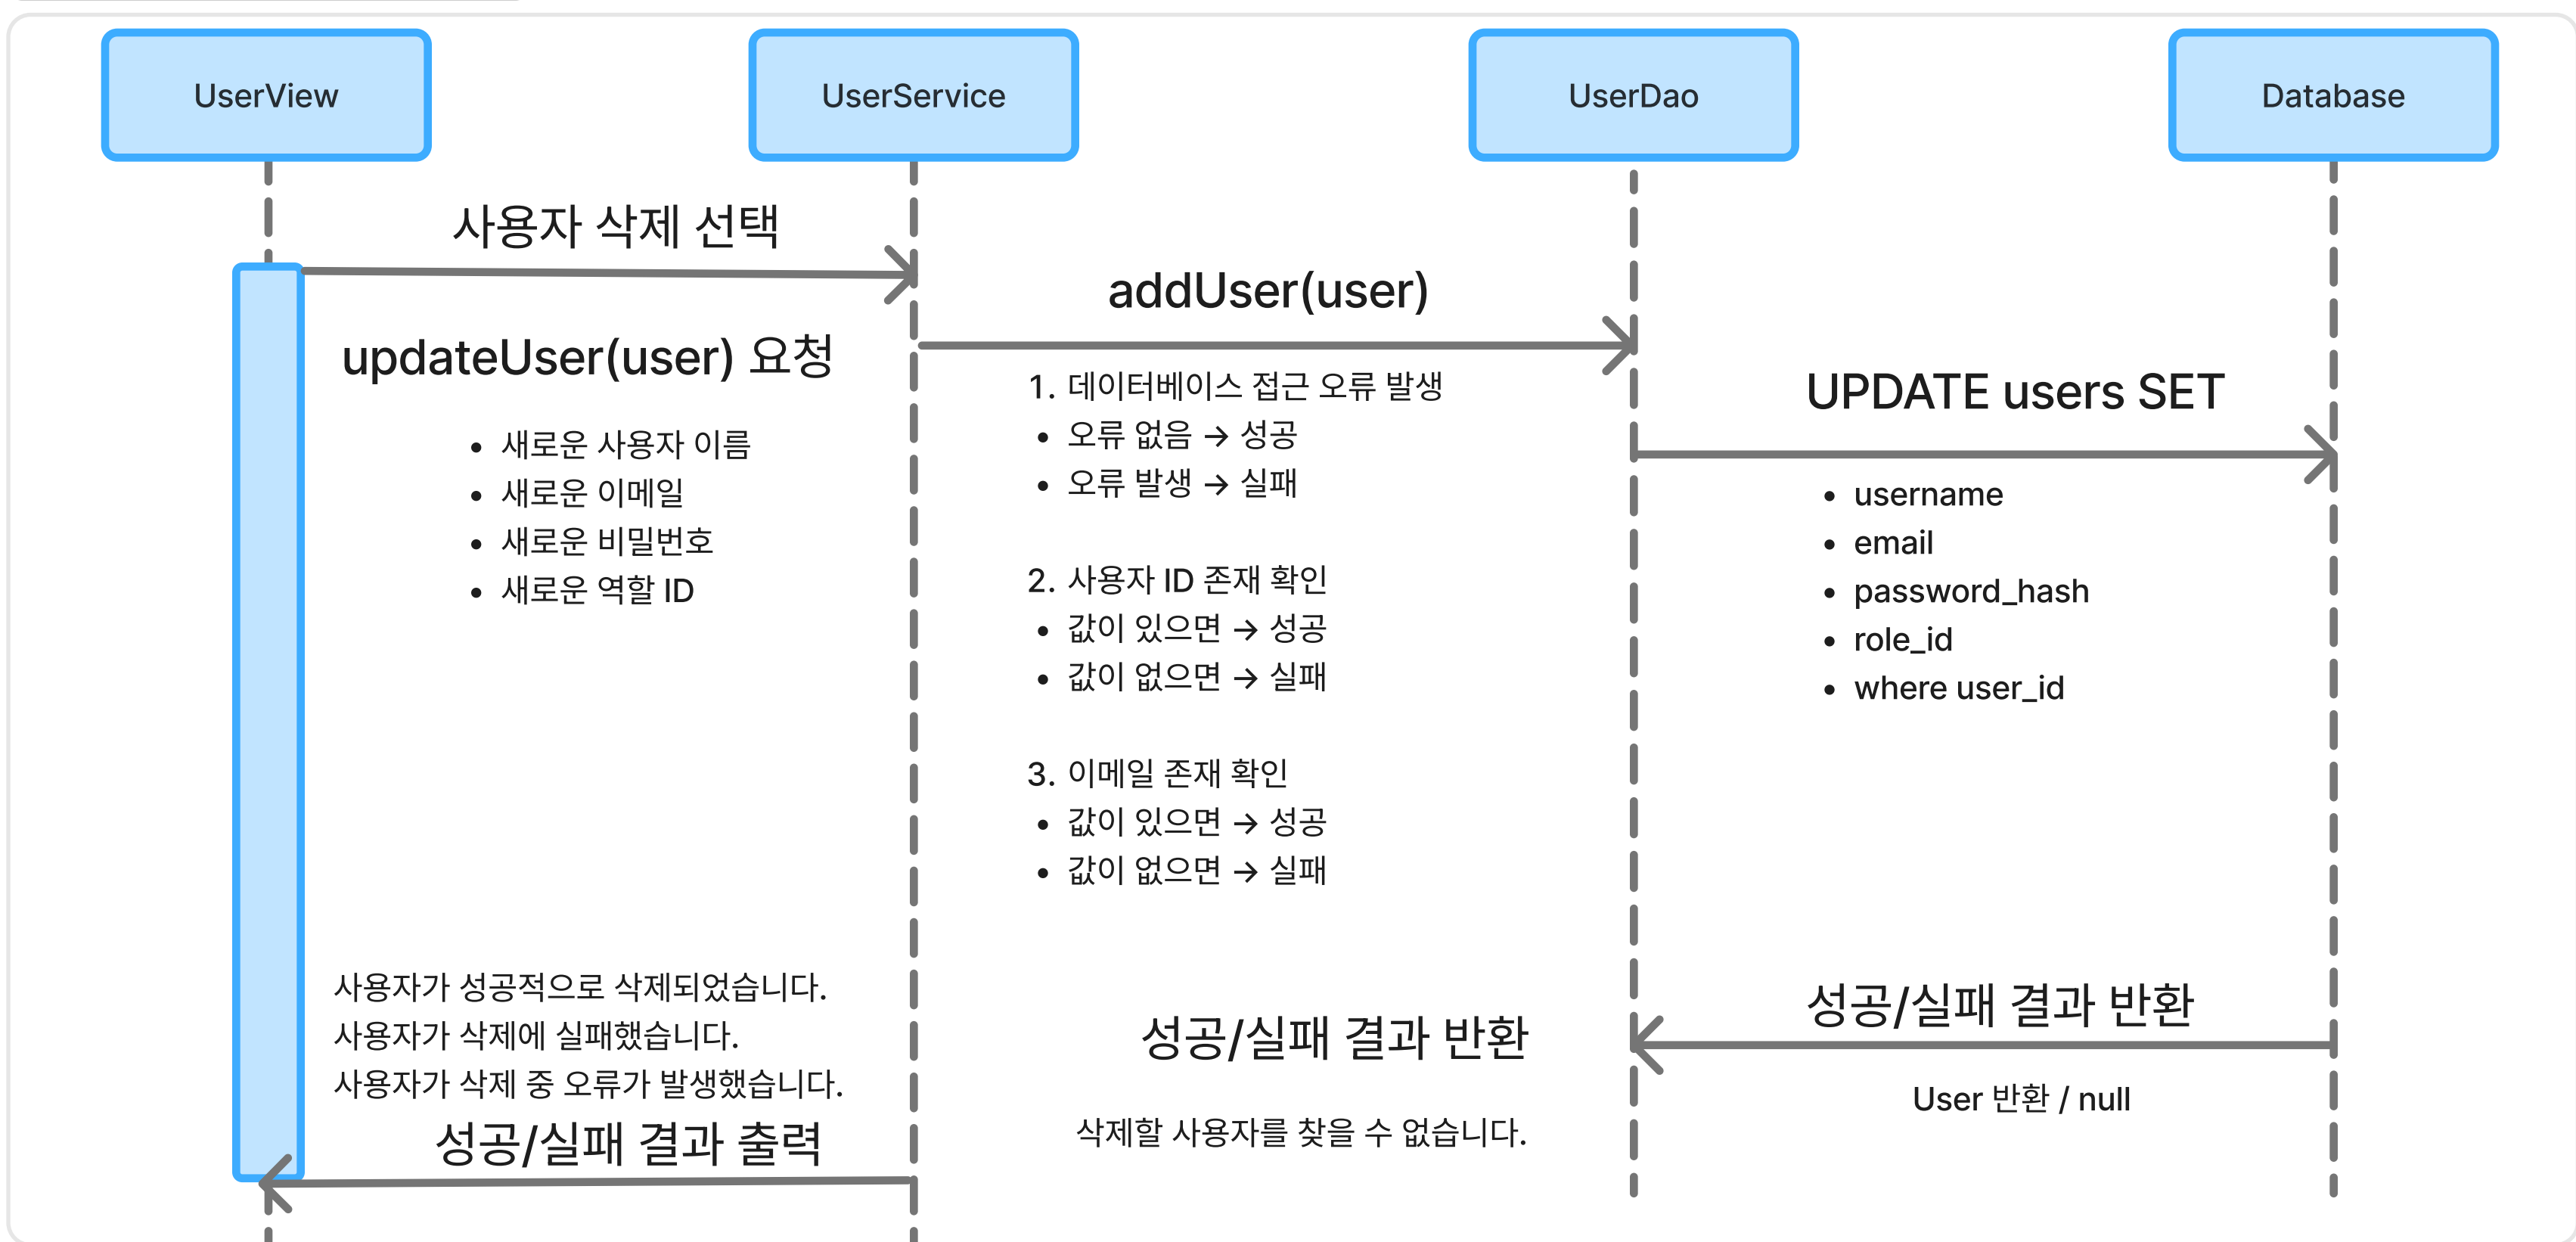 UserView
UserService
UserDao
Database
사용자 삭제 선택
updateUser(user) 요청
• 새로운 사용자 이름
• 새로운 이메일
• 새로운 비밀번호
• 새로운 역할 ID
addUser(user)
1. 데이터베이스 접근 오류 발생
• 오류 없음 → 성공
• 오류 발생 → 실패
2. 사용자 ID 존재 확인
• 값이 있으면 → 성공
• 값이 없으면 → 실패
3. 이메일 존재 확인
• 값이 있으면 → 성공
• 값이 없으면 → 실패
UPDATE users SET
• username
• email
• password_hash
• role_id
• where user_id
성공/실패 결과 반환
User 반환 / null
성공/실패 결과 반환
삭제할 사용자를 찾을 수 없습니다.
사용자가 성공적으로 삭제되었습니다.
사용자가 삭제에 실패했습니다.
사용자가 삭제 중 오류가 발생했습니다.
성공/실패 결과 출력